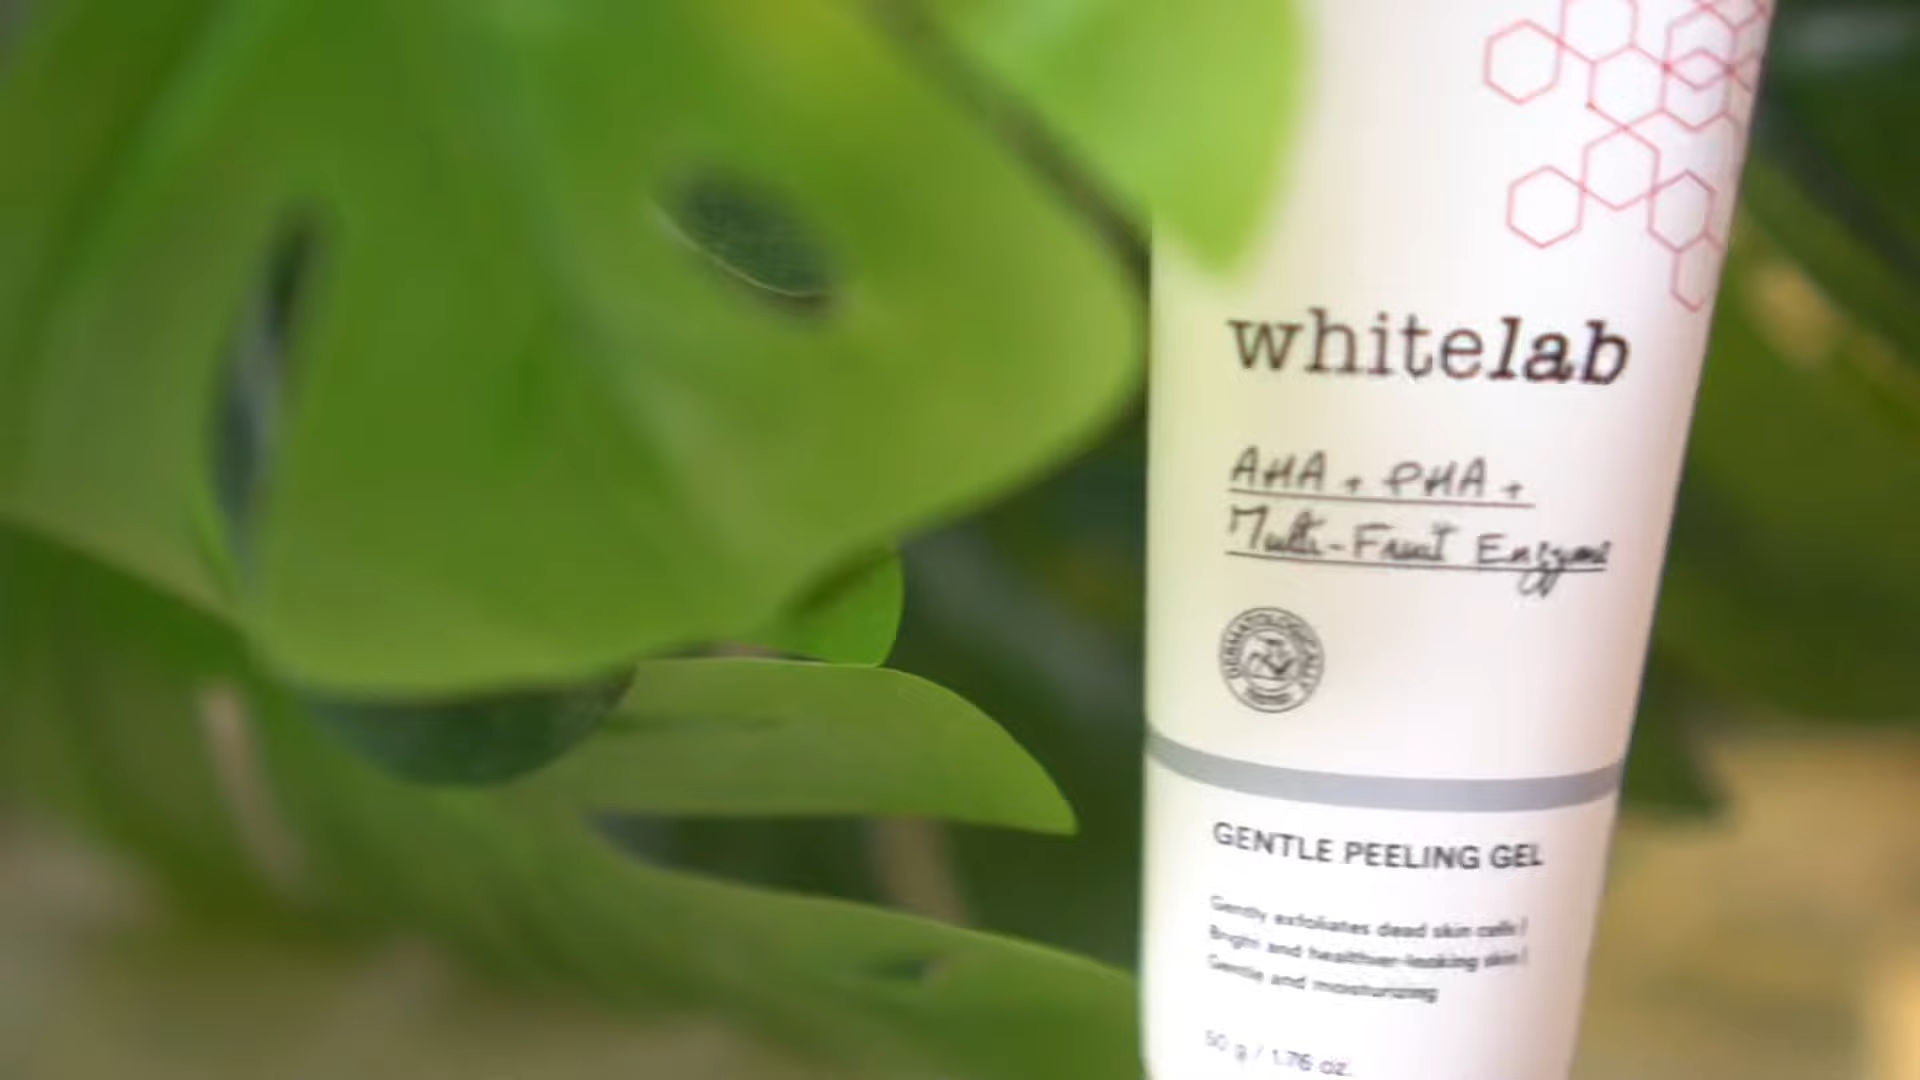 whitelab
AHA + PHA +
Multi-Fruit Enzyme
DERMATOLOGICALLY
GENTLE PEELING GEL
Gently exfoliates dead skin cells |
Bright and healthier-looking skin |
Gentle and moisturizing
50 g / 1.76 oz.